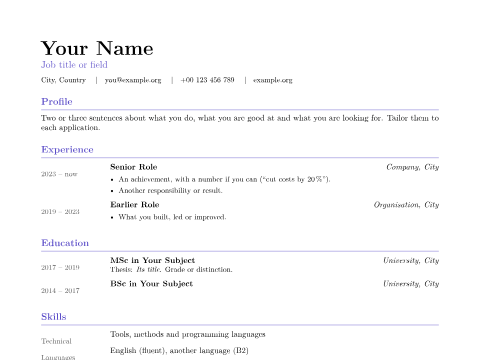 Your Name
Job title or field
City, Country | you@example.org | +00 123 456 789 | example.org
Profile
Two or three sentences about what you do, what you are good at and what you are looking for. Tailor them to
each application.
Experience
2023 – now
Senior Role Company, City
• An achievement, with a number if you can (“cut costs by 20 %”).
• Another responsibility or result.
2019 – 2023
Earlier Role Organisation, City
• What you built, led or improved.
Education
2017 – 2019
MSc in Your Subject University, City
Thesis: Its title. Grade or distinction.
2014 – 2017
BSc in Your Subject University, City
Skills
Technical
Tools, methods and programming languages
Languages
English (fluent), another language (B2)